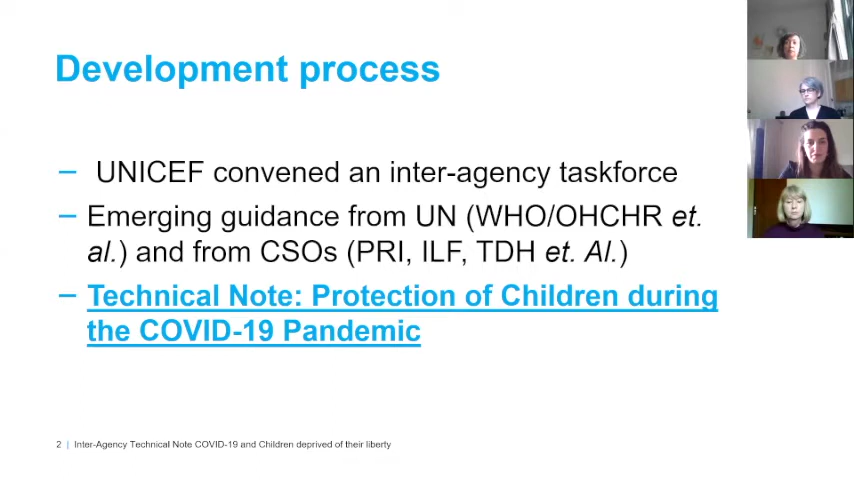 Development process
– UNICEF convened an inter-agency taskforce
– Emerging guidance from UN (WHO/OHCHR et.
al.) and from CSOs (PRI, ILF, TDH et. Al.)
– Technical Note: Protection of Children during
the COVID-19 Pandemic
2 | Inter-Agency Technical Note COVID-19 and Children deprived of their liberty